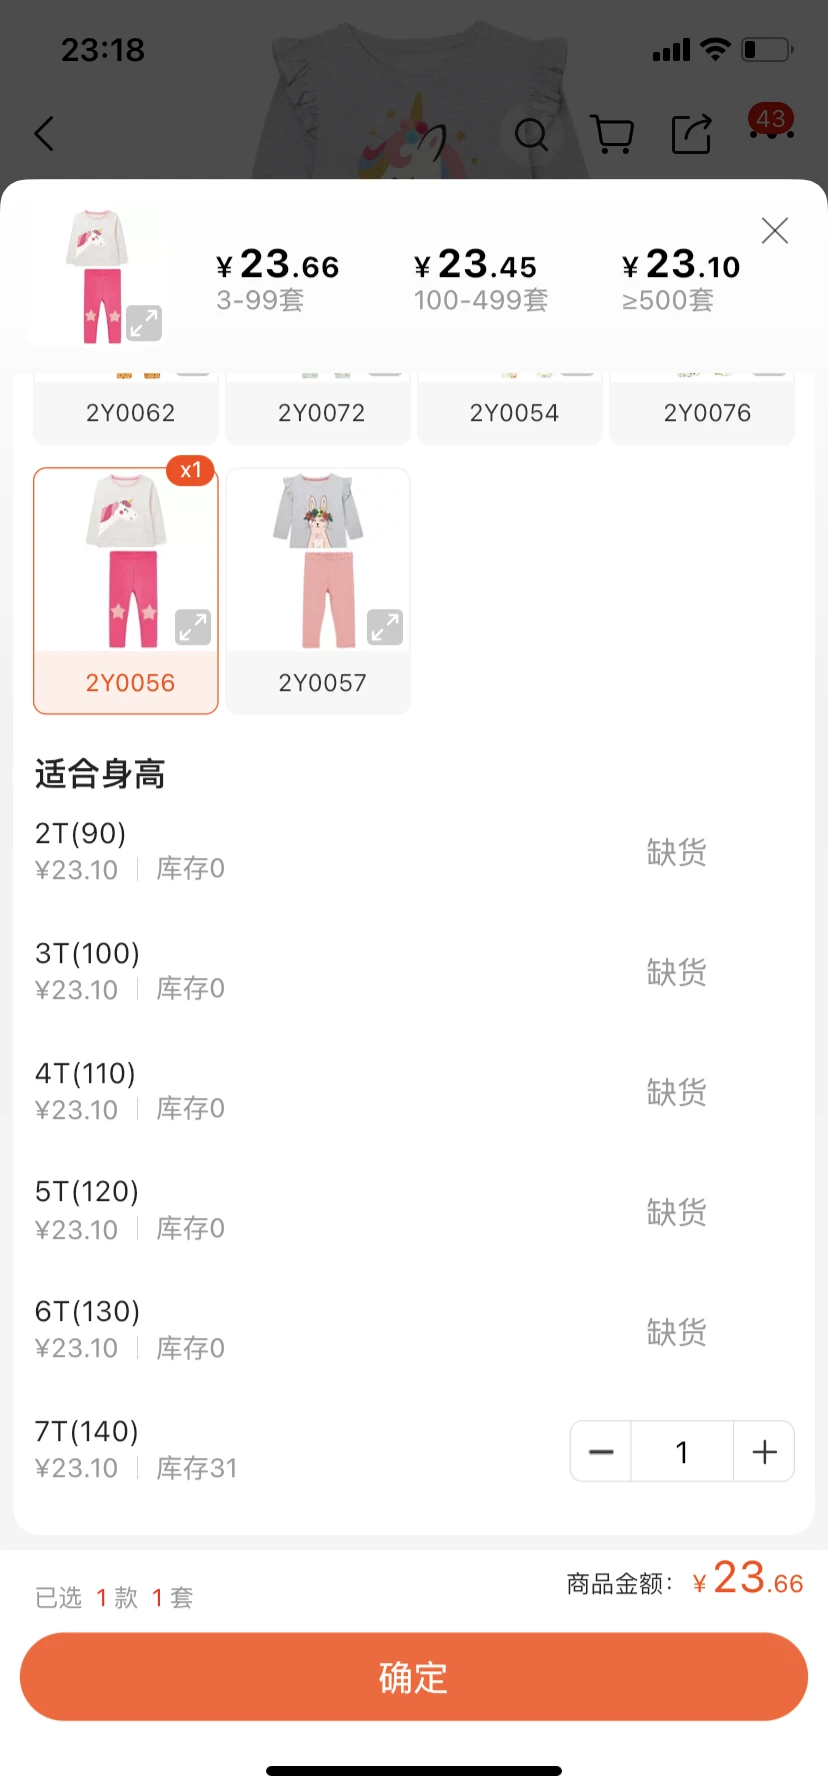 23:18
43
¥23.66 ¥23.45 ¥23.10
3-99套 100-499套 ≥500套
2Y0062 2Y0072 2Y0054 2Y0076
x1
2Y0056 2Y0057
适合身高
2T(90)
¥23.10 库存0 缺货
3T(100)
¥23.10 库存0 缺货
4T(110)
¥23.10 库存0 缺货
5T(120)
¥23.10 库存0 缺货
6T(130)
¥23.10 库存0 缺货
7T(140)
¥23.10 库存31 1
已选 1款 1套 商品金额：¥23.66
确定